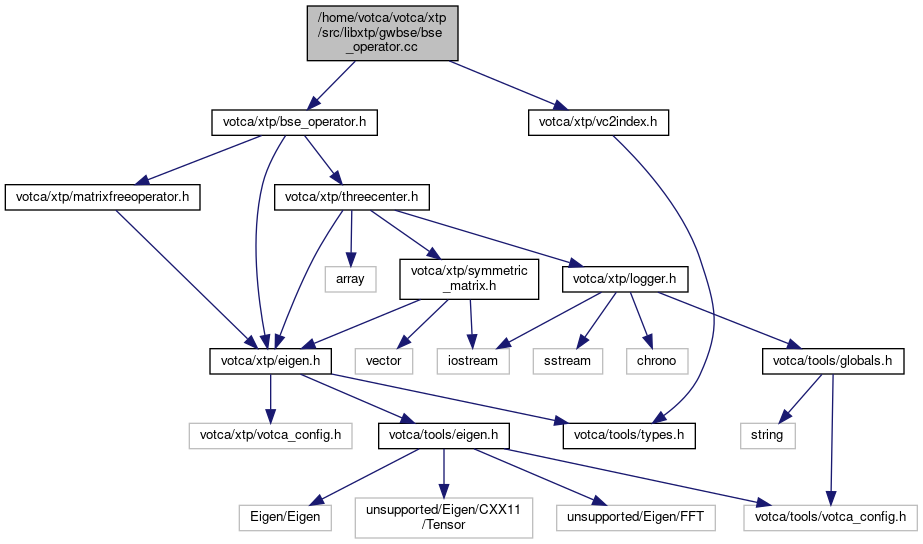 /home/votca/votca/xtp
/src/libxtp/gwbse/bse
_operator.cc
votca/xtp/bse_operator.h
votca/xtp/vc2index.h
votca/xtp/matrixfreeoperator.h
votca/xtp/threecenter.h
array
votca/xtp/symmetric
_matrix.h
votca/xtp/logger.h
votca/xtp/eigen.h
vector
iostream
sstream
chrono
votca/tools/globals.h
votca/xtp/votca_config.h
votca/tools/eigen.h
votca/tools/types.h
string
Eigen/Eigen
unsupported/Eigen/CXX11
/Tensor
unsupported/Eigen/FFT
votca/tools/votca_config.h